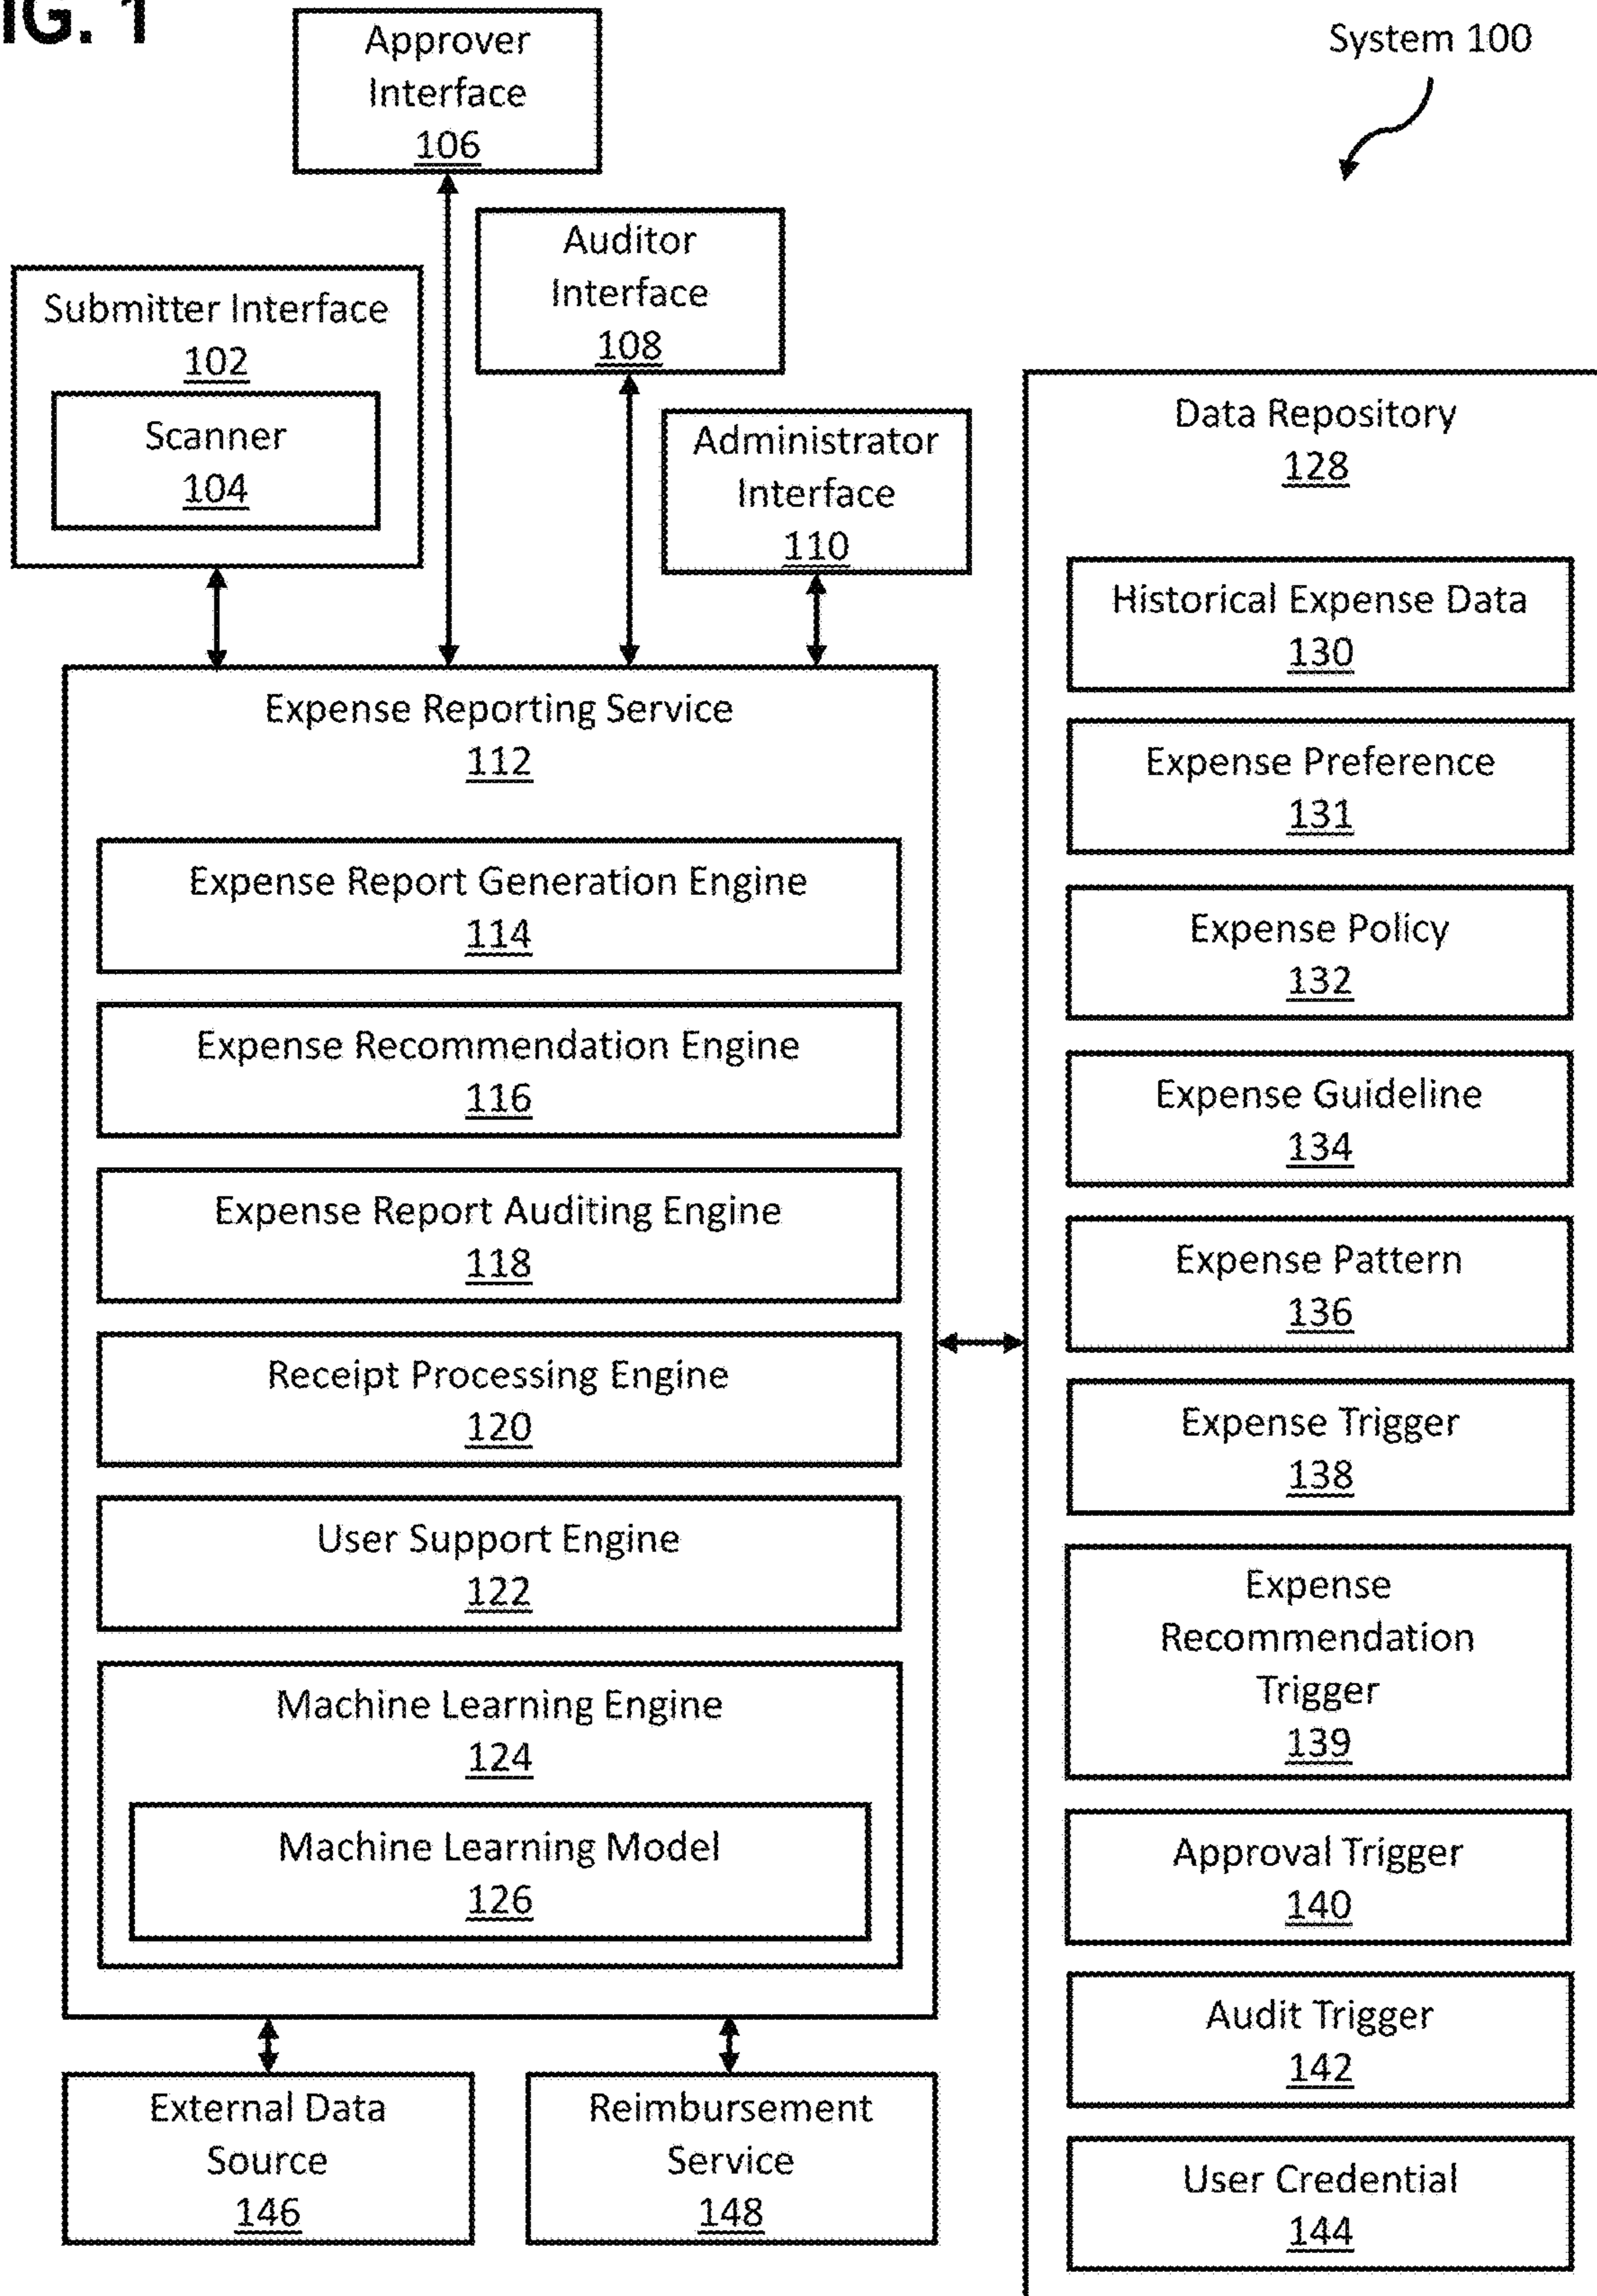 IG. 1
System 100
Approver
Interface
106
Auditor
Interface
108
Submitter Interface
102
Scanner
104
Administrator
Interface
110
Expense Reporting Service
112
Expense Report Generation Engine
114
Expense Recommendation Engine
116
Expense Report Auditing Engine
118
Receipt Processing Engine
120
User Support Engine
122
Machine Learning Engine
124
Machine Learning Model
126
External Data
Source
146
Reimbursement
Service
148
Data Repository
128
Historical Expense Data
130
Expense Preference
131
Expense Policy
132
Expense Guideline
134
Expense Pattern
136
Expense Trigger
138
Expense
Recommendation
Trigger
139
Approval Trigger
140
Audit Trigger
142
User Credential
144